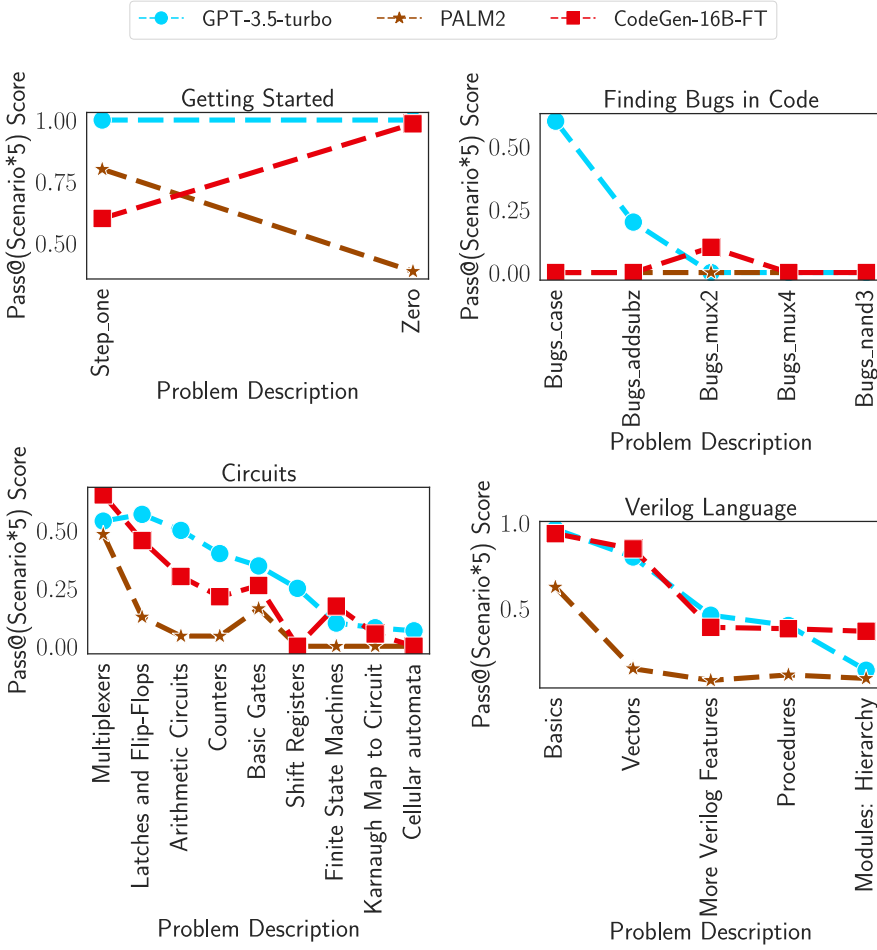 GPT-3.5-turbo PALM2 CodeGen-16B-FT
Getting Started
Pass@(Scenario*5) Score
1.00
0.75
0.50
Step_one
Zero
Problem Description
Finding Bugs in Code
Pass@(Scenario*5) Score
0.50
0.25
0.00
Bugs_case
Bugs_addsubz
Bugs_mux2
Bugs_mux4
Bugs_nand3
Problem Description
Circuits
Pass@(Scenario*5) Score
0.50
0.25
0.00
Multiplexers
Latches and Flip-Flops
Arithmetic Circuits
Counters
Basic Gates
Shift Registers
Finite State Machines
Karnaugh Map to Circuit
Cellular automata
Problem Description
Verilog Language
Pass@(Scenario*5) Score
1.0
0.5
Basics
Vectors
More Verilog Features
Procedures
Modules: Hierarchy
Problem Description